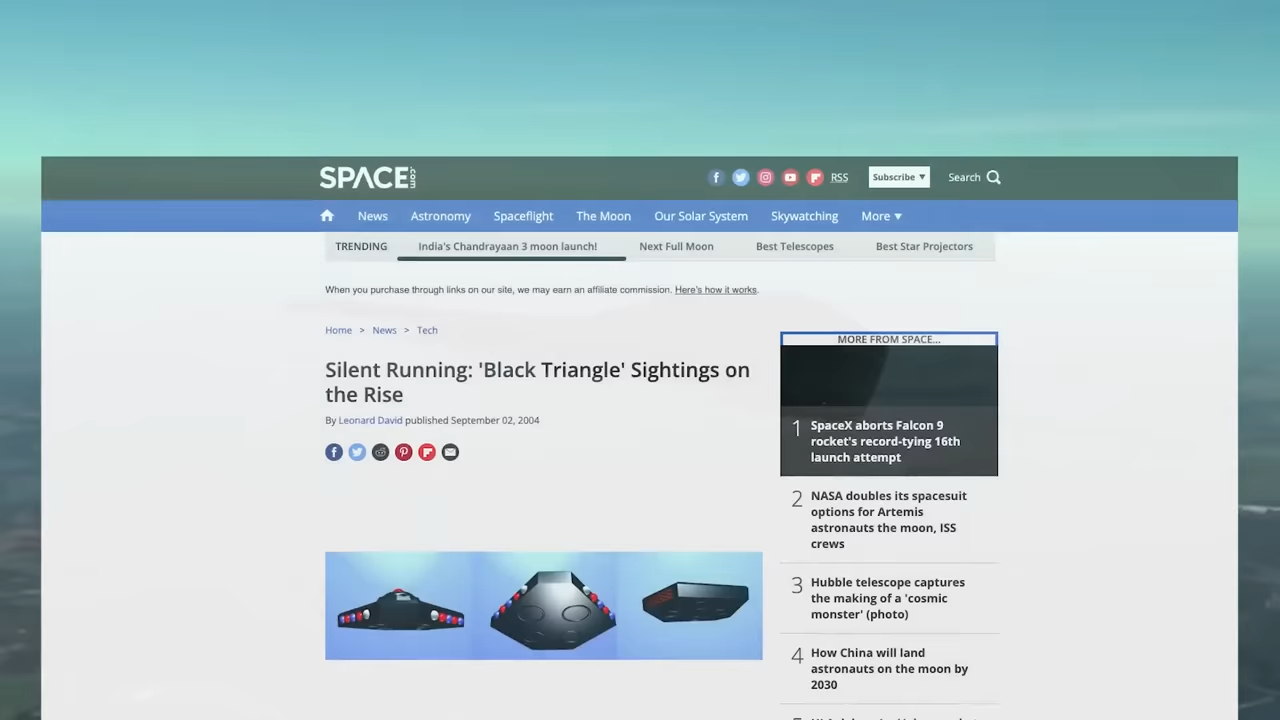 SPACE.com
RSS
Subscribe ▼
Search
News
Astronomy
Spaceflight
The Moon
Our Solar System
Skywatching
More ▼
TRENDING
India's Chandrayaan 3 moon launch!
Next Full Moon
Best Telescopes
Best Star Projectors
When you purchase through links on our site, we may earn an affiliate commission. Here's how it works.
Home > News > Tech
Silent Running: 'Black Triangle' Sightings on
the Rise
By Leonard David published September 02, 2004
MORE FROM SPACE...
1 SpaceX aborts Falcon 9
rocket's record-tying 16th
launch attempt
2 NASA doubles its spacesuit
options for Artemis
astronauts the moon, ISS
crews
3 Hubble telescope captures
the making of a 'cosmic
monster' (photo)
4 How China will land
astronauts on the moon by
2030